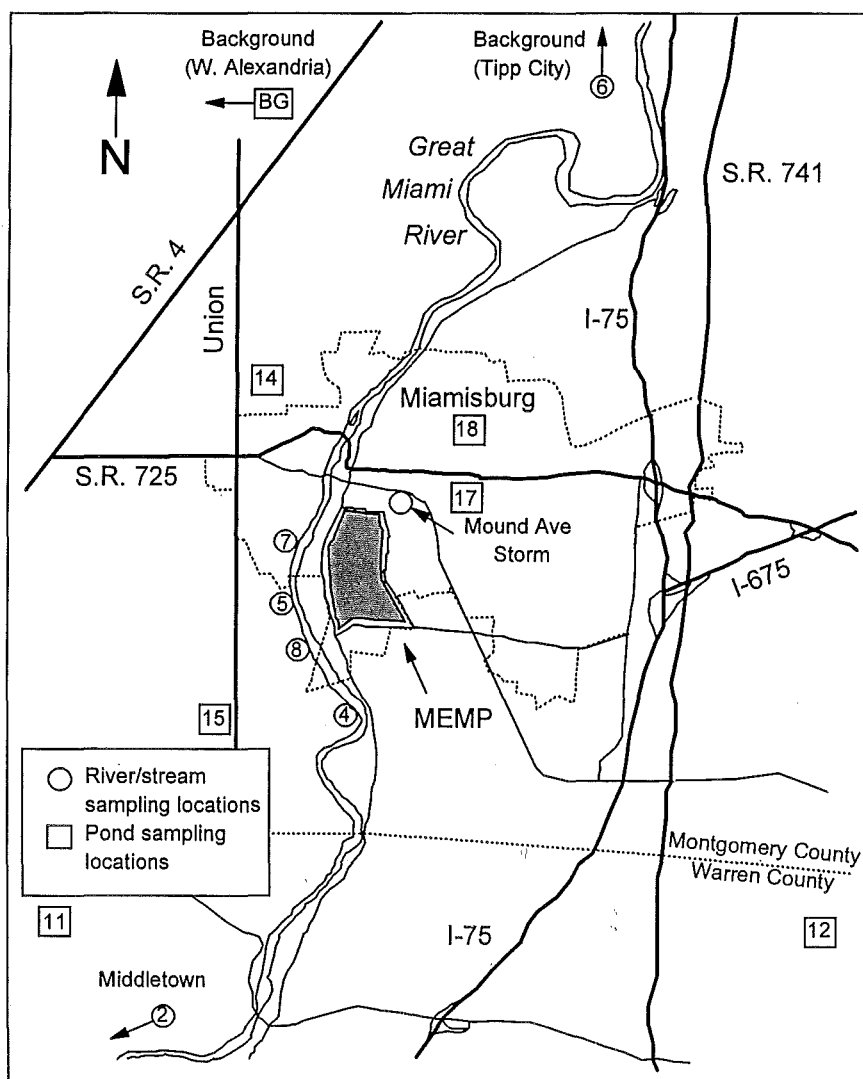 Background
(W. Alexandria)
BG
Background
(Tipp City)
6
N
Great
Miami
River
S.R. 741
S.R. 4
Union
I-75
14
Miamisburg
18
S.R. 725
17
Mound Ave
Storm
7
I-675
5
8
MEMP
4
15
River/stream
sampling locations
Pond sampling
locations
Montgomery County
Warren County
11
12
I-75
Middletown
2